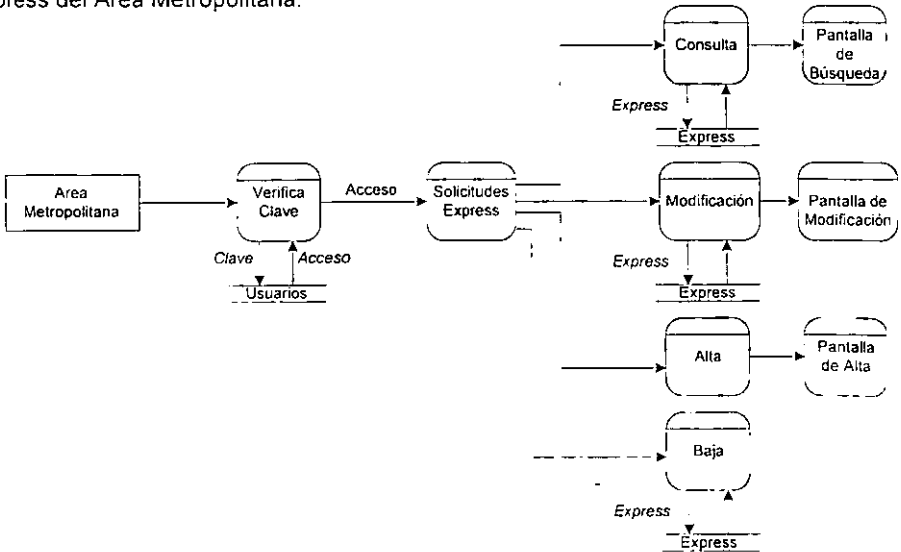 press del Area Metropolitana.
Consulta
Pantalla
de
Búsqueda
Express
Express
Area
Metropolitana
Verifica
Clave
Acceso
Solicitudes
Express
Modificación
Pantalla de
Modificación
Clave
Acceso
Usuarios
Express
Express
Alta
Pantalla
de Alta
Baja
Express
Express